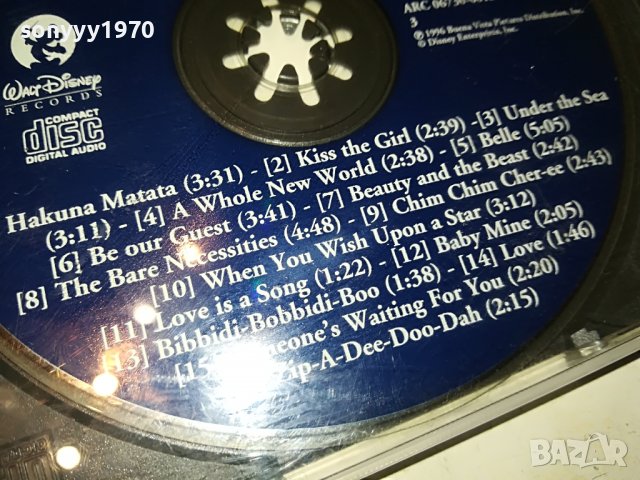 sonyyy1970
ARC 06730
3
℗ 1996 Buena Vista Pictures Distribution, Inc.
© Disney Enterprises, Inc.
WALT DISNEY
RECORDS
COMPACT
disc
DIGITAL AUDIO
Hakuna Matata (3:31) - [2] Kiss the Girl (2:39) - [3] Under the Sea
(3:11) - [4] A Whole New World (2:38) - [5] Belle (5:05)
[6] Be our Guest (3:41) - [7] Beauty and the Beast (2:42)
[8] The Bare Necessities (4:48) - [9] Chim Chim Cher-ee (2:43)
[10] When You Wish Upon a Star (3:12)
[11] Love is a Song (1:22) - [12] Baby Mine (2:05)
[13] Bibbidi-Bobbidi-Boo (1:38) - [14] Love (1:46)
Waiting For You (2:20)
Dee-Doo-Dah (2:15)
BAZAR